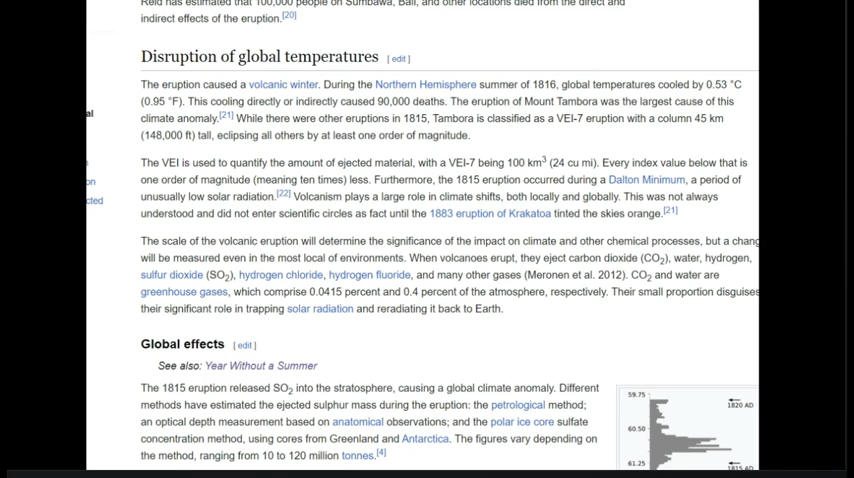 Reid has estimated that 100,000 people on Sumbawa, Bali, and other locations died from the direct and
indirect effects of the eruption.[20]
Disruption of global temperatures [ edit ]
The eruption caused a volcanic winter. During the Northern Hemisphere summer of 1816, global temperatures cooled by 0.53 °C
(0.95 °F). This cooling directly or indirectly caused 90,000 deaths. The eruption of Mount Tambora was the largest cause of this
climate anomaly.[21] While there were other eruptions in 1815, Tambora is classified as a VEI-7 eruption with a column 45 km
(148,000 ft) tall, eclipsing all others by at least one order of magnitude.
The VEI is used to quantify the amount of ejected material, with a VEI-7 being 100 km3 (24 cu mi). Every index value below that is
one order of magnitude (meaning ten times) less. Furthermore, the 1815 eruption occurred during a Dalton Minimum, a period of
unusually low solar radiation.[22] Volcanism plays a large role in climate shifts, both locally and globally. This was not always
understood and did not enter scientific circles as fact until the 1883 eruption of Krakatoa tinted the skies orange.[21]
The scale of the volcanic eruption will determine the significance of the impact on climate and other chemical processes, but a chang
will be measured even in the most local of environments. When volcanoes erupt, they eject carbon dioxide (CO2), water, hydrogen,
sulfur dioxide (SO2), hydrogen chloride, hydrogen fluoride, and many other gases (Meronen et al. 2012). CO2 and water are
greenhouse gases, which comprise 0.0415 percent and 0.4 percent of the atmosphere, respectively. Their small proportion disguises
their significant role in trapping solar radiation and reradiating it back to Earth.
Global effects [ edit ]
See also: Year Without a Summer
The 1815 eruption released SO2 into the stratosphere, causing a global climate anomaly. Different
methods have estimated the ejected sulphur mass during the eruption: the petrological method;
an optical depth measurement based on anatomical observations; and the polar ice core sulfate
concentration method, using cores from Greenland and Antarctica. The figures vary depending on
the method, ranging from 10 to 120 million tonnes.[4]
al
on
cted
59.75
1820 AD
60.50
61.25
1815 AD